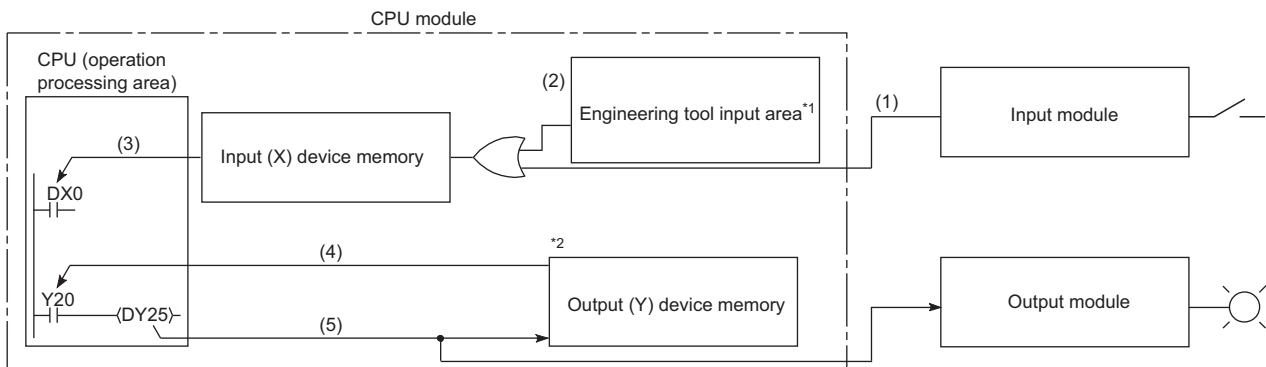 CPU module
CPU (operation
processing area)
(2)
Engineering tool input area*1
(1)
Input module
(3)
Input (X) device memory
DX0
*2
(4)
Y20
DY25
Output (Y) device memory
Output module
(5)